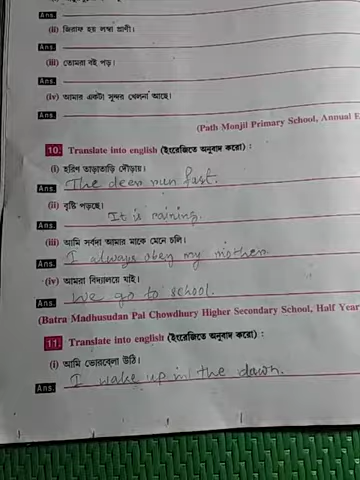 Ans.
(ii) জিরাফ হয় লম্বা প্রাণী।
Ans.
(iii) তোমরা বই পড়।
Ans.
(iv) আমার একটা সুন্দর খেলনা আছে।
Ans.
(Path Monjil Primary School, Annual E
10. Translate into english (ইংরেজিতে অনুবাদ করো) :
(i) হরিণ তাড়াতাড়ি দৌড়ায়।
Ans. The deer run fast.
(ii) বৃষ্টি পড়ছে।
Ans. It is raining.
(iii) আমি সর্বদা আমার মাকে মেনে চলি।
Ans. I always obey my mother.
(iv) আমরা বিদ্যালয়ে যাই।
Ans. We go to school.
(Batra Madhusudan Pal Chowdhury Higher Secondary School, Half Year
11. Translate into english (ইংরেজিতে অনুবাদ করো) :
(i) আমি ভোরবেলা উঠি।
Ans. I wake up in the dawn.